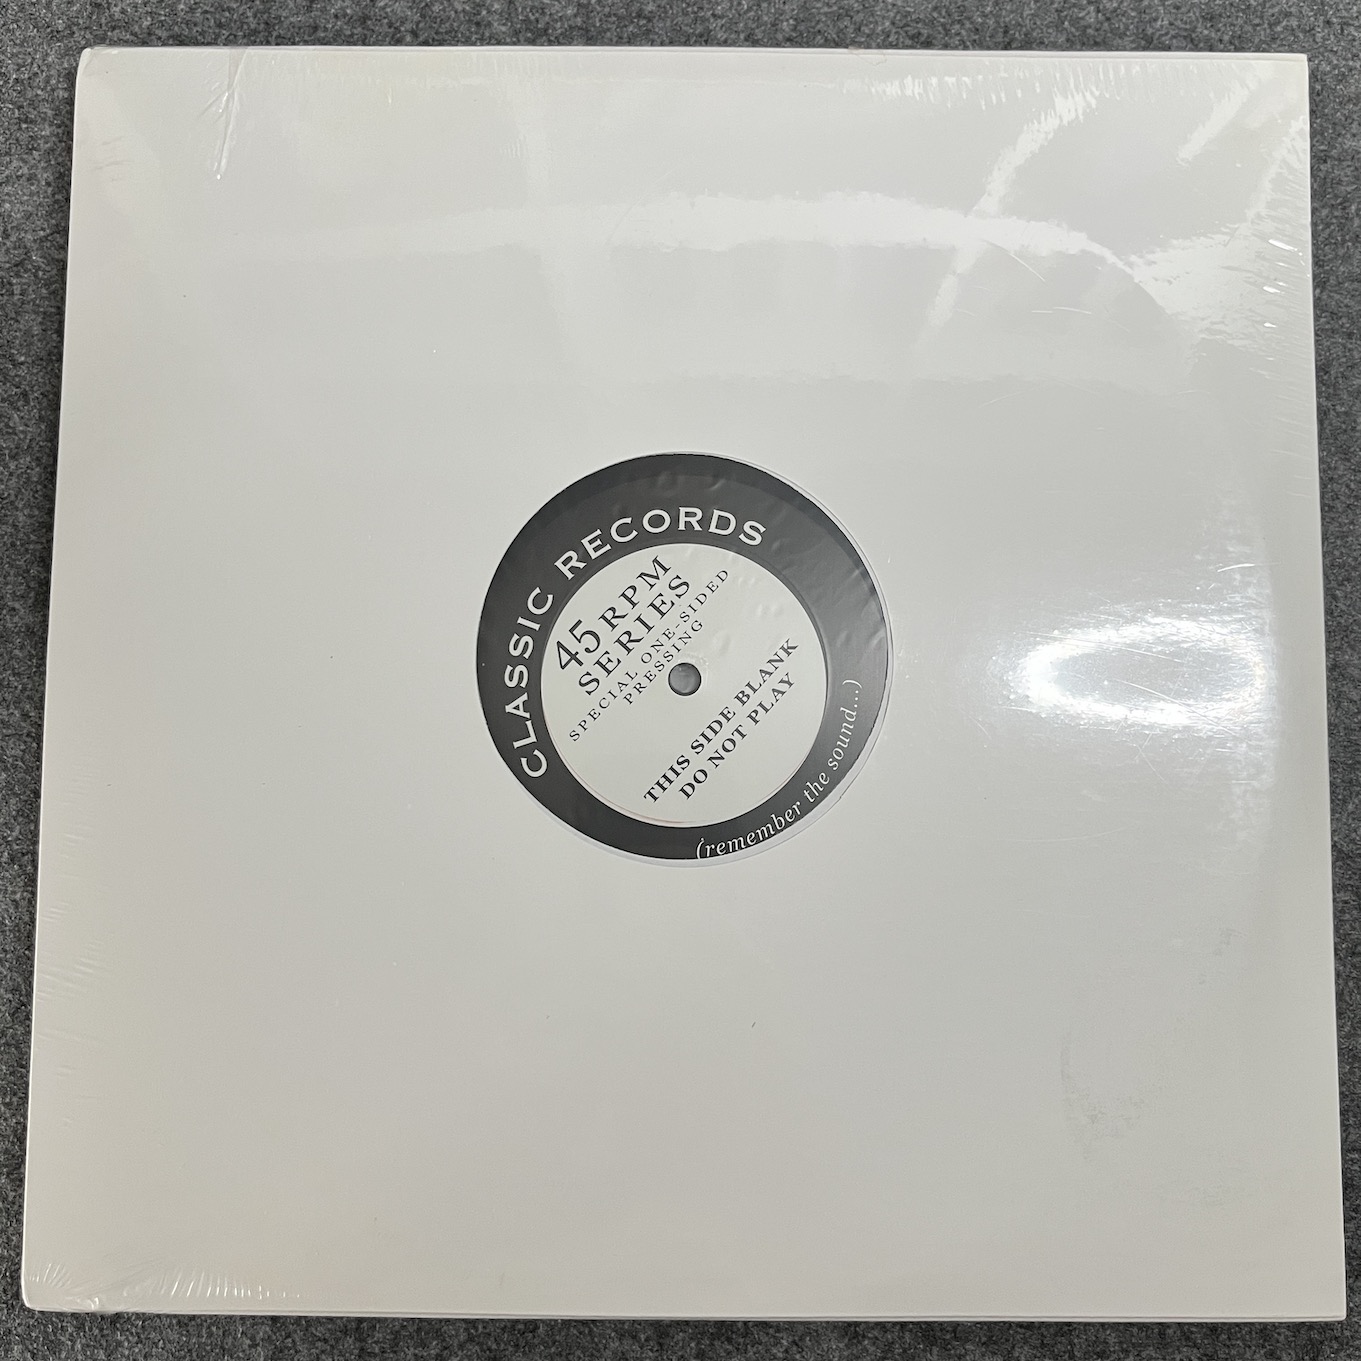 CLASSIC RECORDS
45 RPM
SERIES
SPECIAL ONE-SIDED
PRESSING
THIS SIDE BLANK
DO NOT PLAY
(remember the sound...)